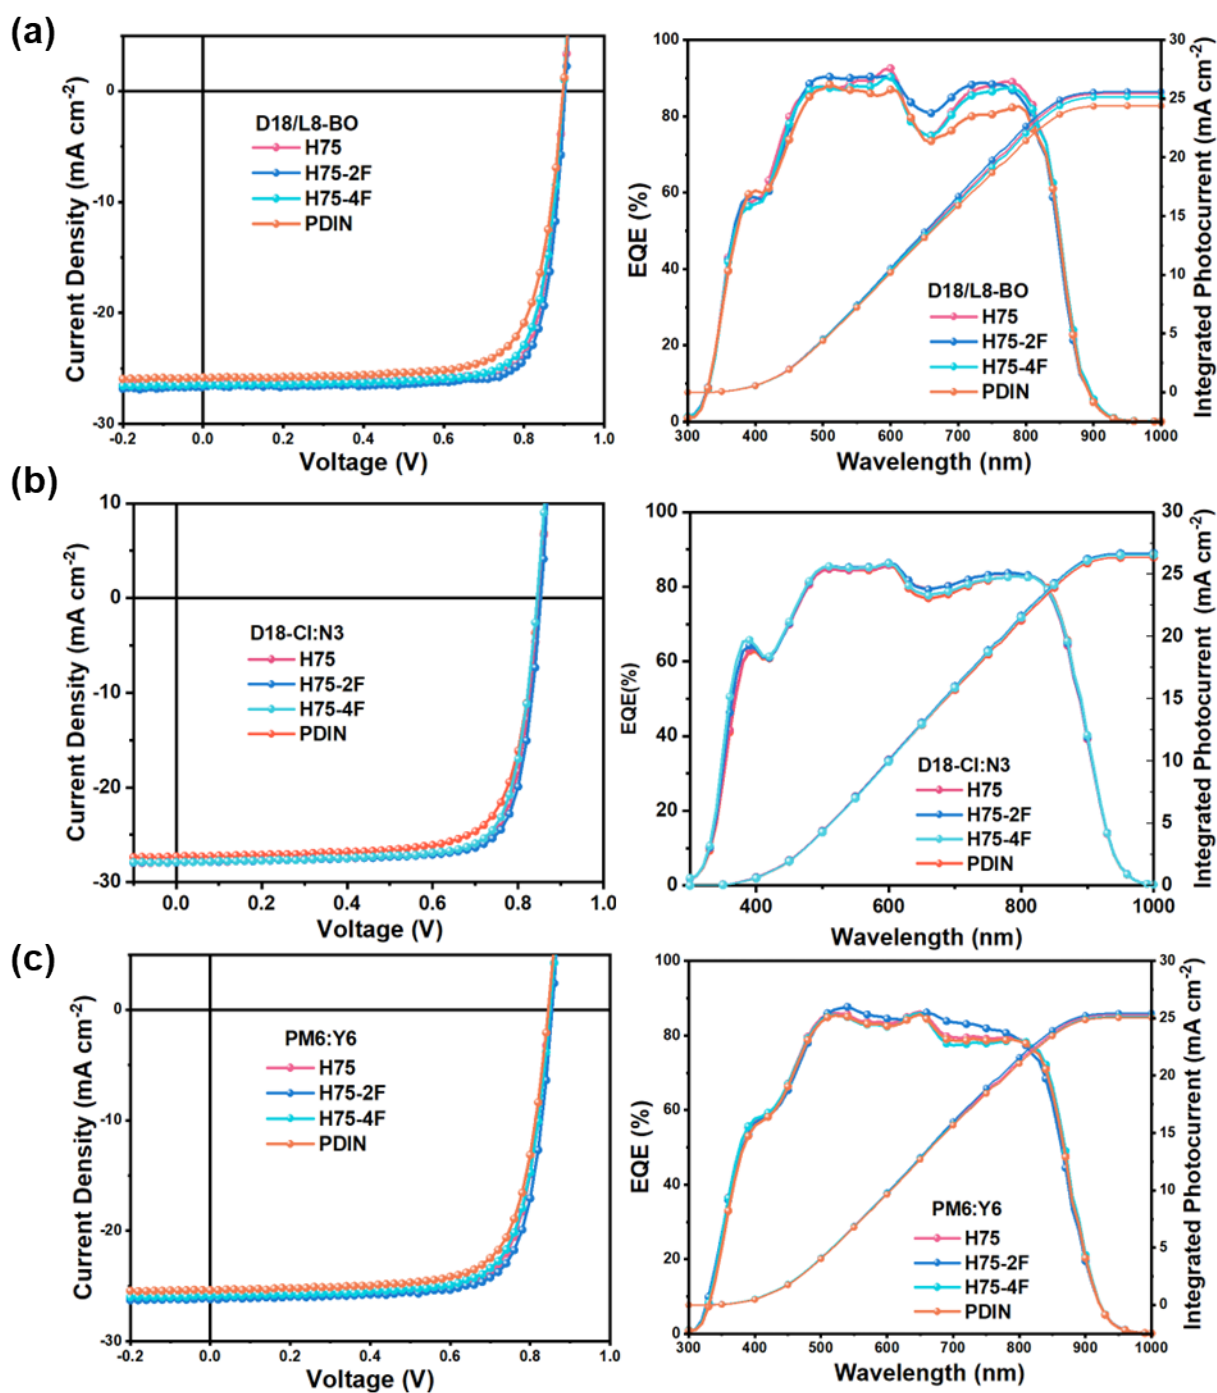 (a)
5
0
-10
-20
-30
-0.2
0.0
0.2
0.4
0.6
0.8
1.0
Current Density (mA cm-2)
Voltage (V)
D18/L8-BO
H75
H75-2F
H75-4F
PDIN
100
80
60
40
20
0
300
400
500
600
700
800
900
1000
EQE (%)
Wavelength (nm)
30
25
20
15
10
5
0
Integrated Photocurrent (mA cm-2)
D18/L8-BO
H75
H75-2F
H75-4F
PDIN
(b)
10
0
-10
-20
-30
0.0
0.2
0.4
0.6
0.8
1.0
Current Density (mA cm-2)
Voltage (V)
D18-Cl:N3
H75
H75-2F
H75-4F
PDIN
100
80
60
40
20
0
400
600
800
1000
EQE(%)
Wavelength (nm)
30
25
20
15
10
5
0
Integrated Photocurrent (mA cm-2)
D18-Cl:N3
H75
H75-2F
H75-4F
PDIN
(c)
0
-10
-20
-30
-0.2
0.0
0.2
0.4
0.6
0.8
1.0
Current Density (mA cm-2)
Voltage (V)
PM6:Y6
H75
H75-2F
H75-4F
PDIN
100
80
60
40
20
0
300
400
500
600
700
800
900
1000
EQE (%)
Wavelength (nm)
30
25
20
15
10
5
0
Integrated Photocurrent (mA cm-2)
PM6:Y6
H75
H75-2F
H75-4F
PDIN